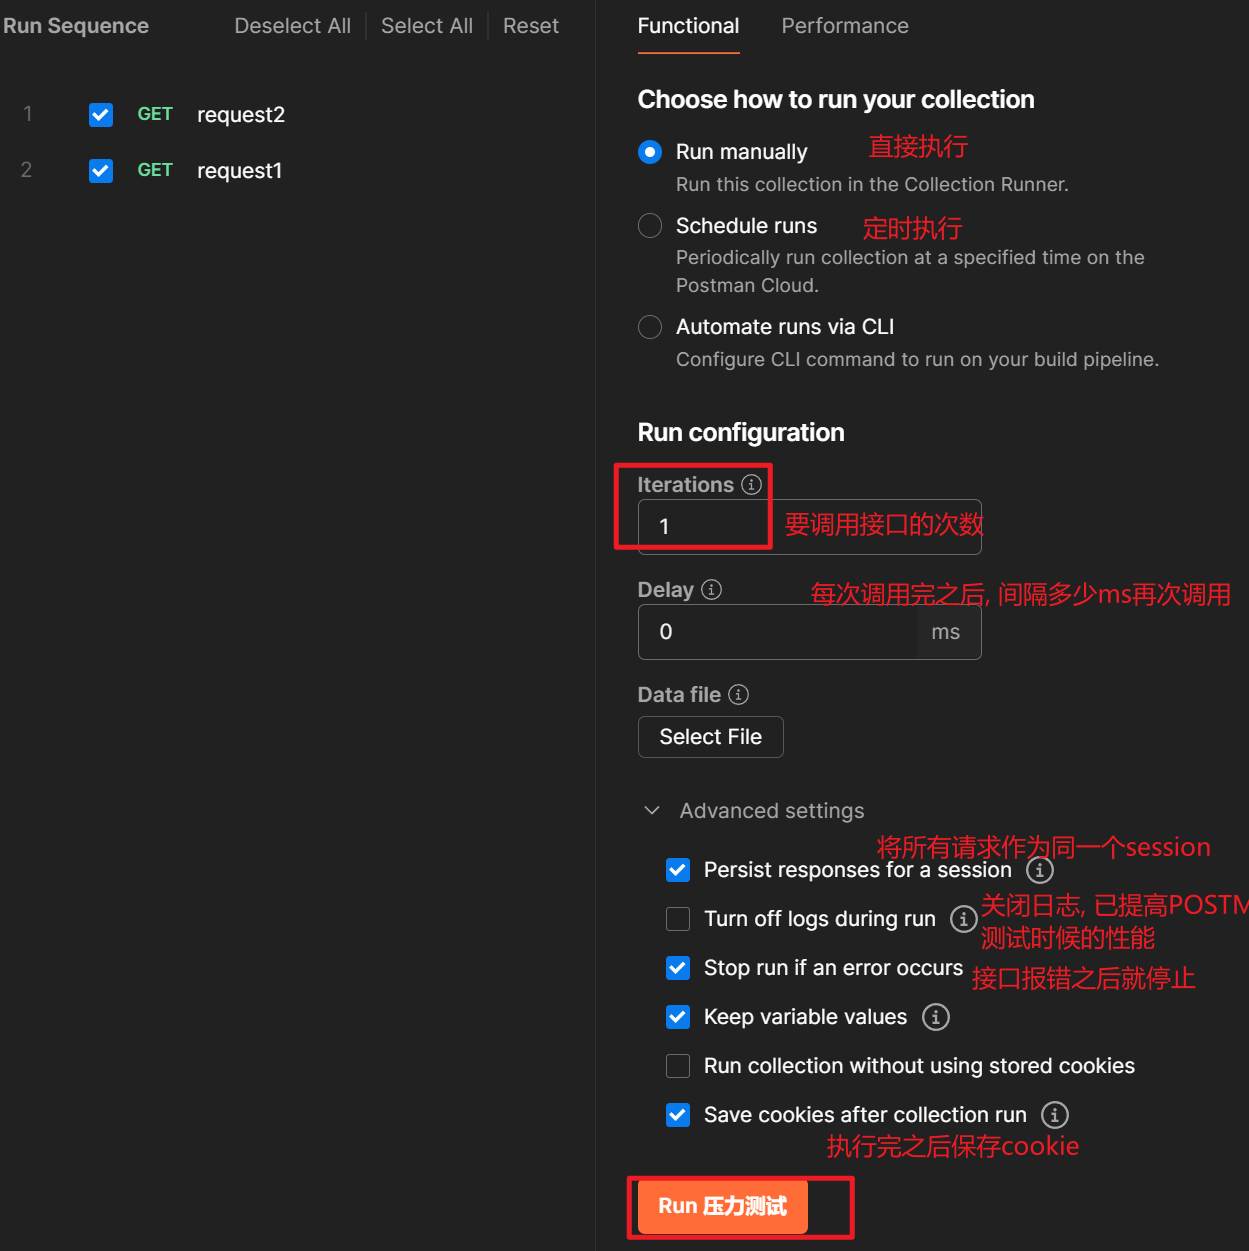 Run Sequence Deselect All Select All Reset
1 GET request2
2 GET request1
Functional Performance
Choose how to run your collection
Run manually 直接执行
Run this collection in the Collection Runner.
Schedule runs 定时执行
Periodically run collection at a specified time on the
Postman Cloud.
Automate runs via CLI
Configure CLI command to run on your build pipeline.
Run configuration
Iterations
1 要调用接口的次数
Delay 每次调用完之后, 间隔多少ms再次调用
0 ms
Data file
Select File
Advanced settings
将所有请求作为同一个session
Persist responses for a session
关闭日志, 已提高POSTM
Turn off logs during run
测试时候的性能
Stop run if an error occurs 接口报错之后就停止
Keep variable values
Run collection without using stored cookies
Save cookies after collection run
执行完之后保存cookie
Run 压力测试